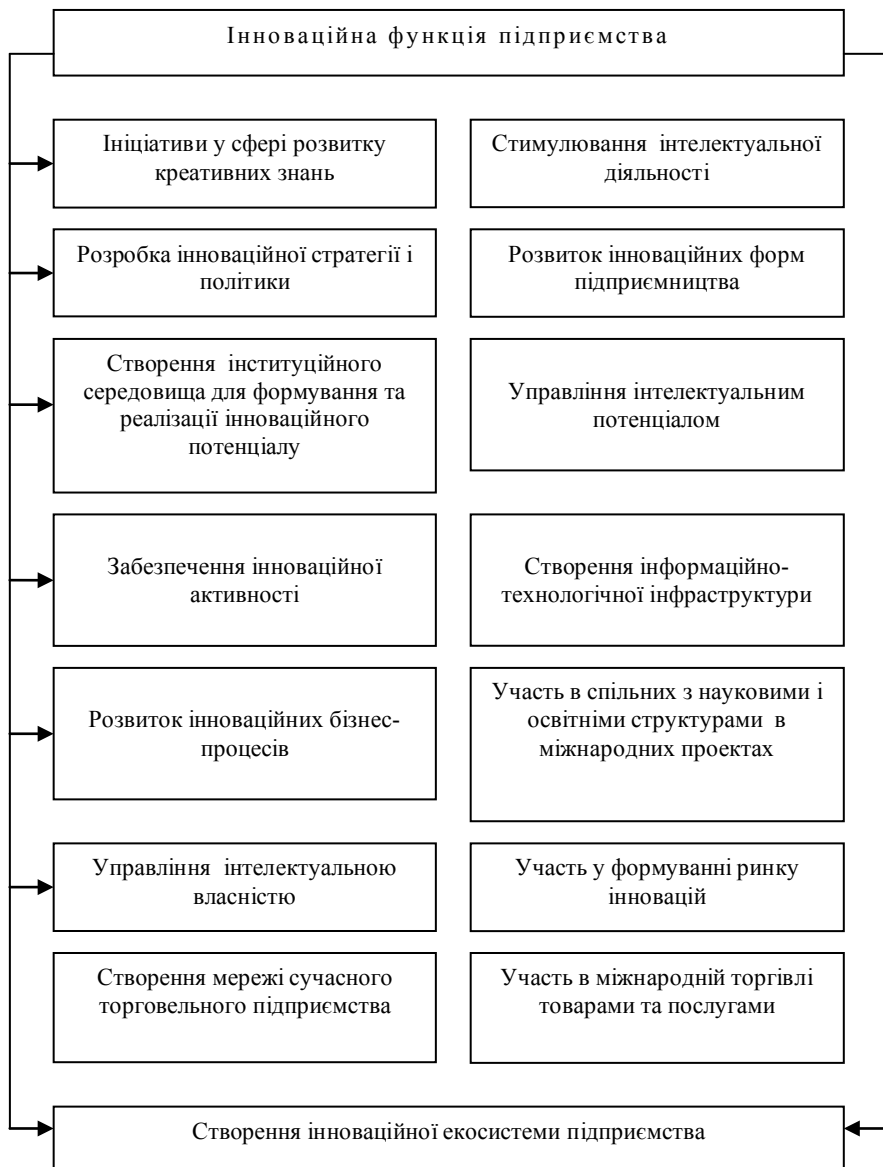 Інноваційна функція підприємства
Ініціативи у сфері розвитку
креативних знань
Стимулювання інтелектуальної
діяльності
Розробка інноваційної стратегії і
політики
Розвиток інноваційних форм
підприємництва
Створення інституційного
середовища для формування та
реалізації інноваційного
потенціалу
Управління інтелектуальним
потенціалом
Забезпечення інноваційної
активності
Створення інформаційно-
технологічної інфраструктури
Розвиток інноваційних бізнес-
процесів
Участь в спільних з науковими і
освітніми структурами в
міжнародних проектах
Управління інтелектуальною
власністю
Участь у формуванні ринку
інновацій
Створення мережі сучасного
торговельного підприємства
Участь в міжнародній торгівлі
товарами та послугами
Створення інноваційної екосистеми підприємства